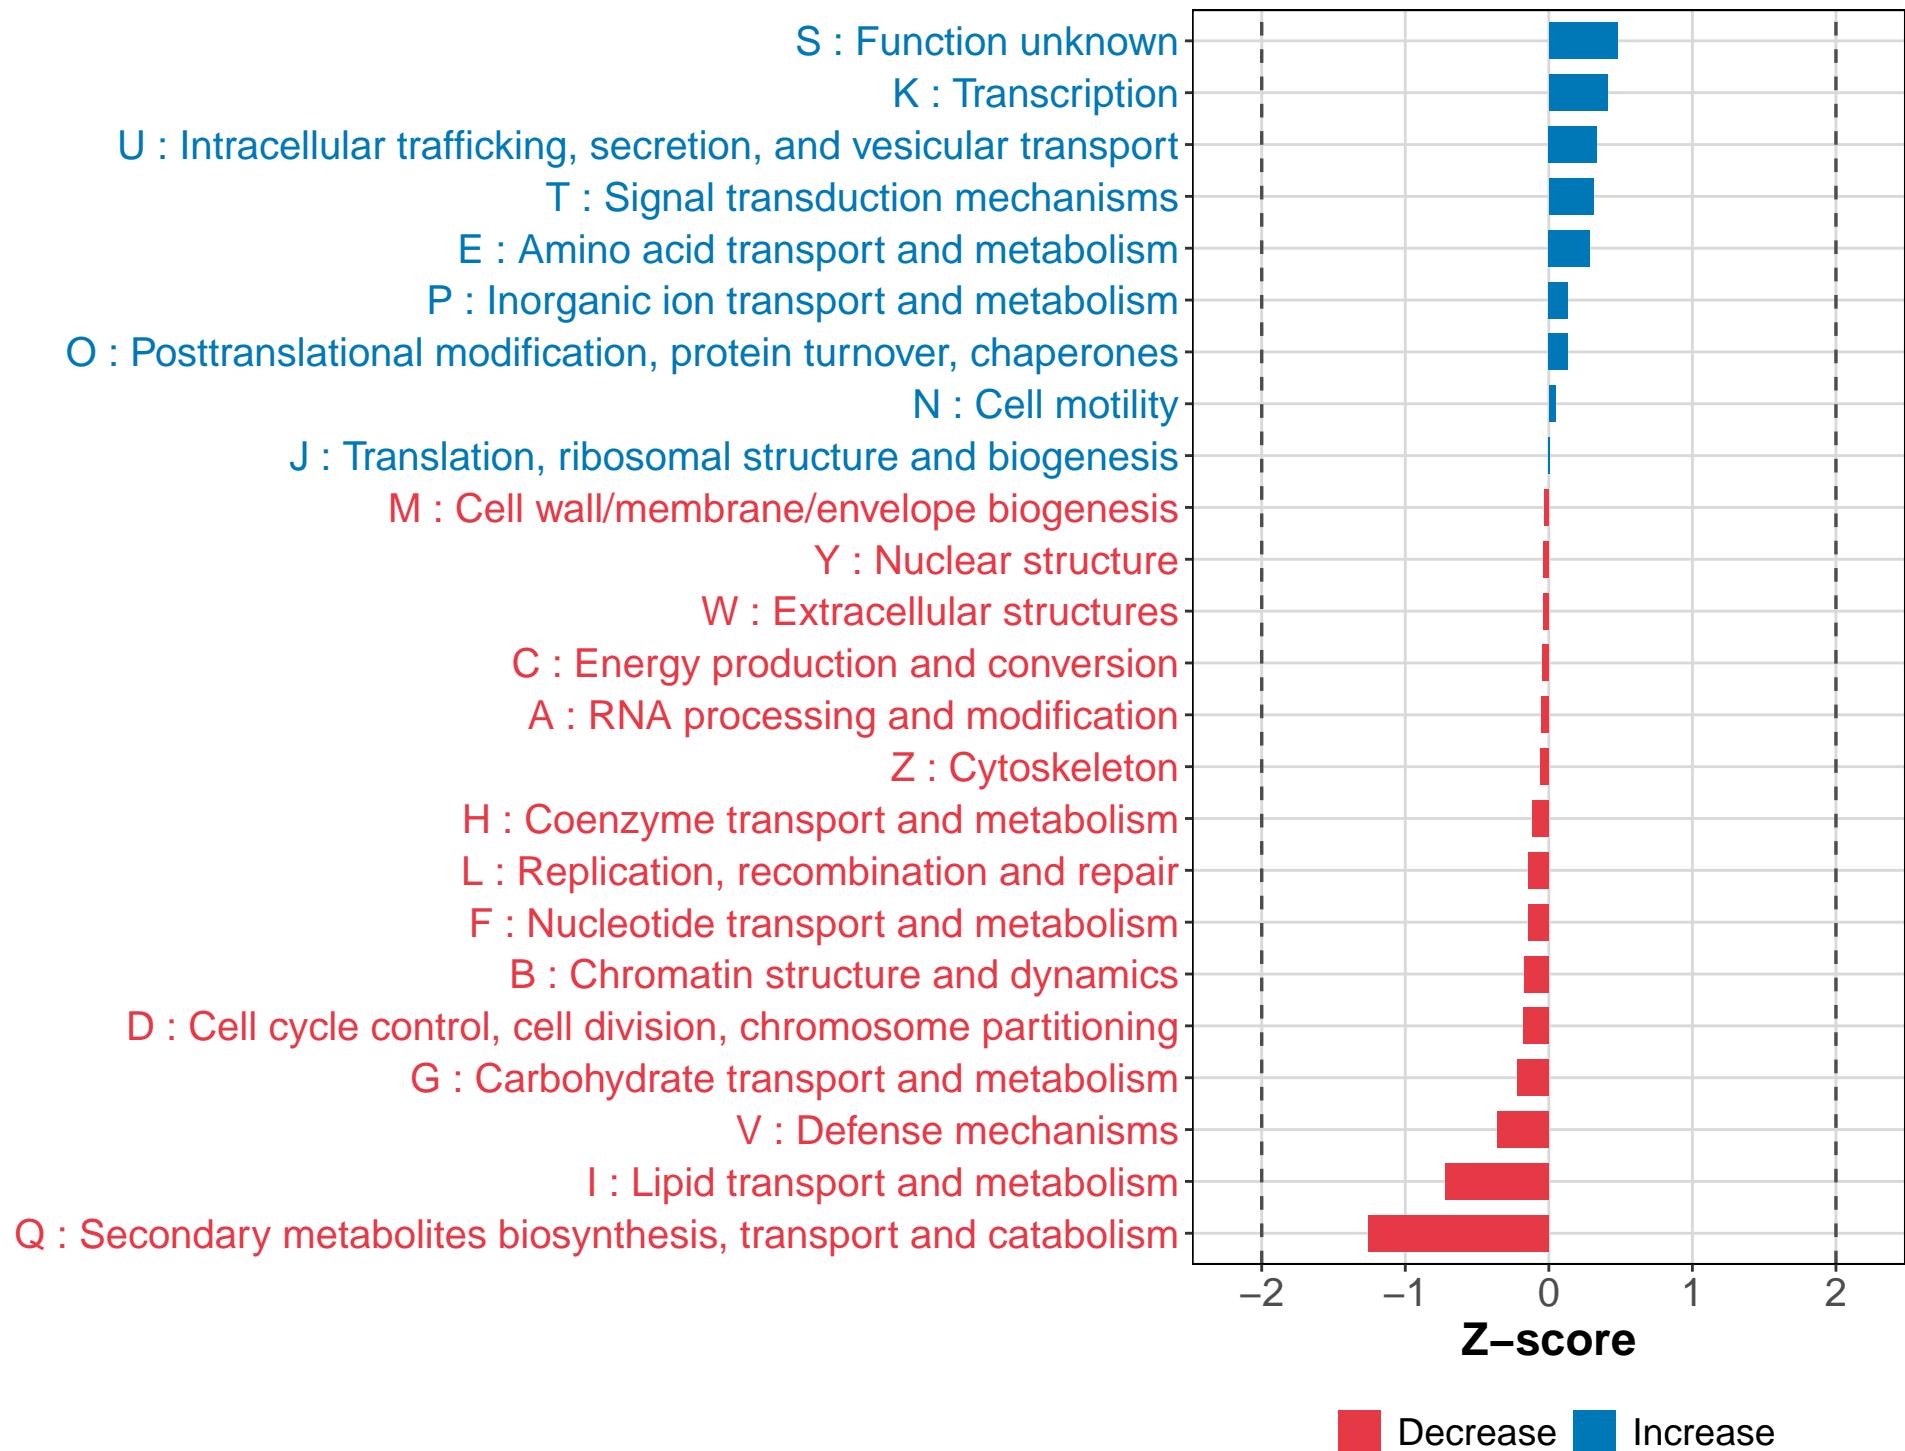 S : Function unknown
K : Transcription
U : Intracellular trafficking, secretion, and vesicular transport
T : Signal transduction mechanisms
E : Amino acid transport and metabolism
P : Inorganic ion transport and metabolism
O : Posttranslational modification, protein turnover, chaperones
N : Cell motility
J : Translation, ribosomal structure and biogenesis
M : Cell wall/membrane/envelope biogenesis
Y : Nuclear structure
W : Extracellular structures
C : Energy production and conversion
A : RNA processing and modification
Z : Cytoskeleton
H : Coenzyme transport and metabolism
L : Replication, recombination and repair
F : Nucleotide transport and metabolism
B : Chromatin structure and dynamics
D : Cell cycle control, cell division, chromosome partitioning
G : Carbohydrate transport and metabolism
V : Defense mechanisms
I : Lipid transport and metabolism
Q : Secondary metabolites biosynthesis, transport and catabolism
−2 −1 0 1 2
Z−score
Decrease Increase